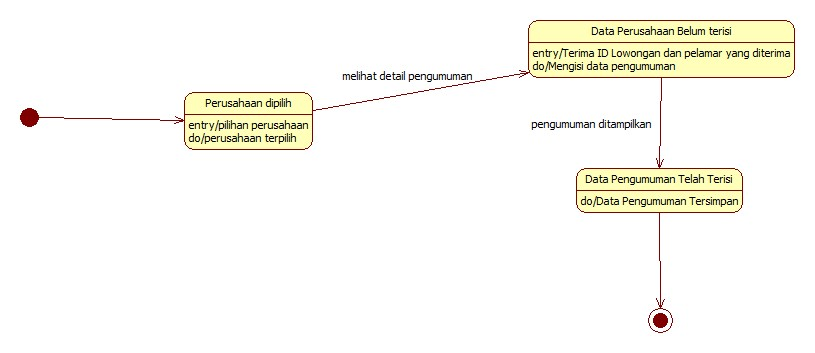 Data Perusahaan Belum terisi
entry/Terima ID Lowongan dan pelamar yang diterima
do/Mengisi data pengumuman
melihat detail pengumuman
Perusahaan dipilih
entry/pilihan perusahaan
do/perusahaan terpilih
pengumuman ditampilkan
Data Pengumuman Telah Terisi
do/Data Pengumuman Tersimpan